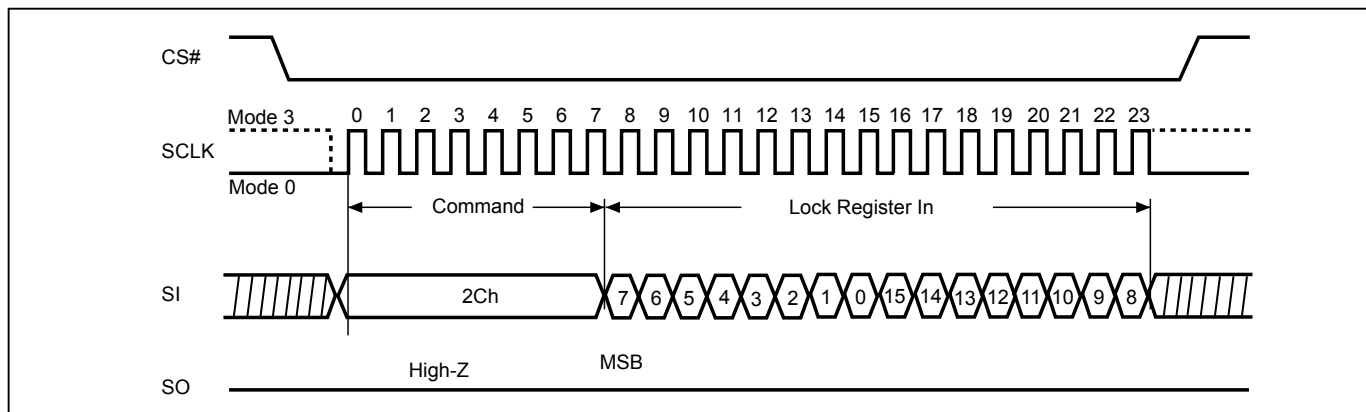 CS#
Mode 3
0 1 2 3 4 5 6 7 8 9 10 11 12 13 14 15 16 17 18 19 20 21 22 23
SCLK
Mode 0
Command Lock Register In
SI
2Ch 7 6 5 4 3 2 1 0 15 14 13 12 11 10 9 8
High-Z MSB
SO